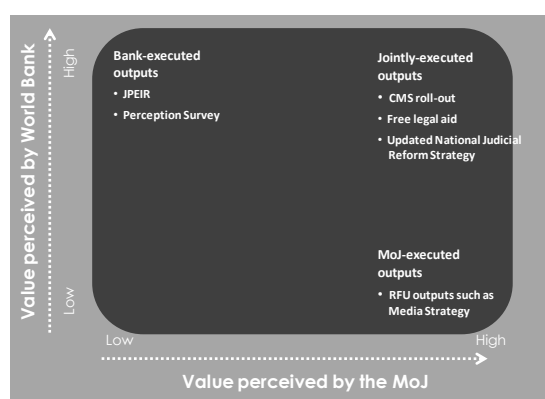 Value perceived by World Bank
High
Low
Bank-executed
outputs
• JPEIR
• Perception Survey
Jointly-executed
outputs
• CMS roll-out
• Free legal aid
• Updated National Judicial
Reform Strategy
MoJ-executed
outputs
• RFU outputs such as
Media Strategy
Low
High
Value perceived by the MoJ